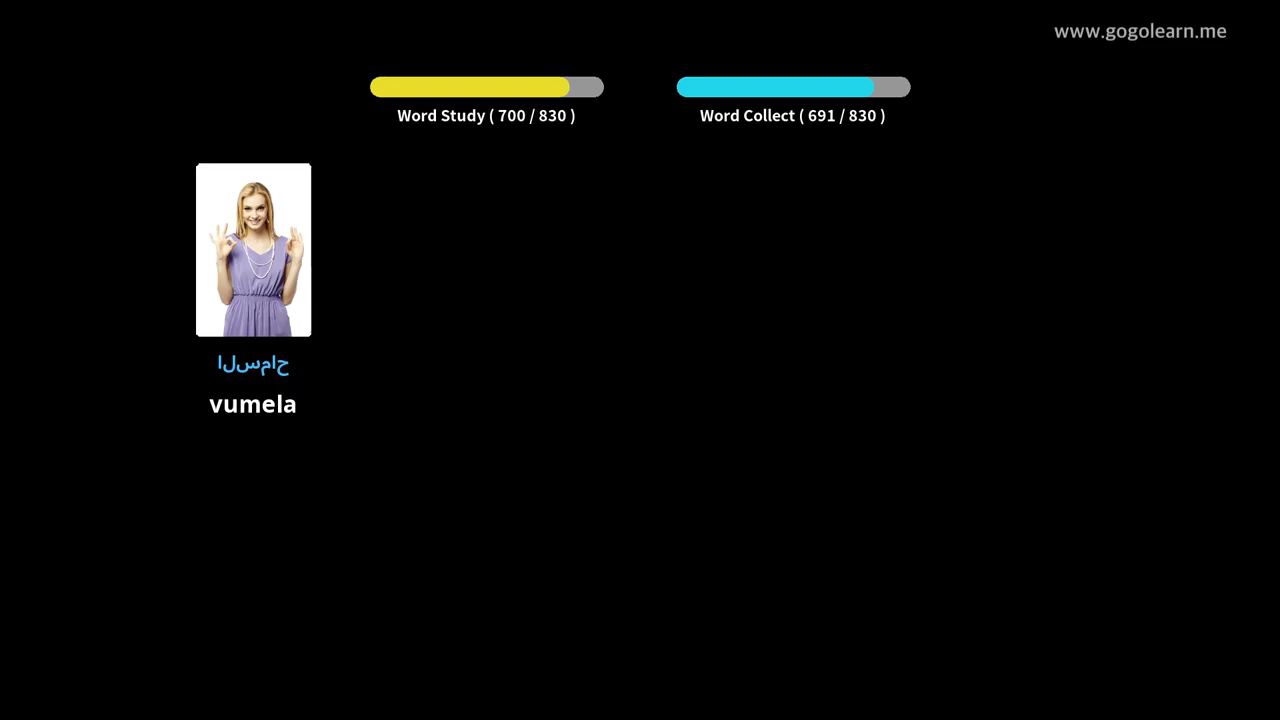 www.gogolearn.me
Word Study ( 700 / 830 )
Word Collect ( 691 / 830 )
السماح
vumela